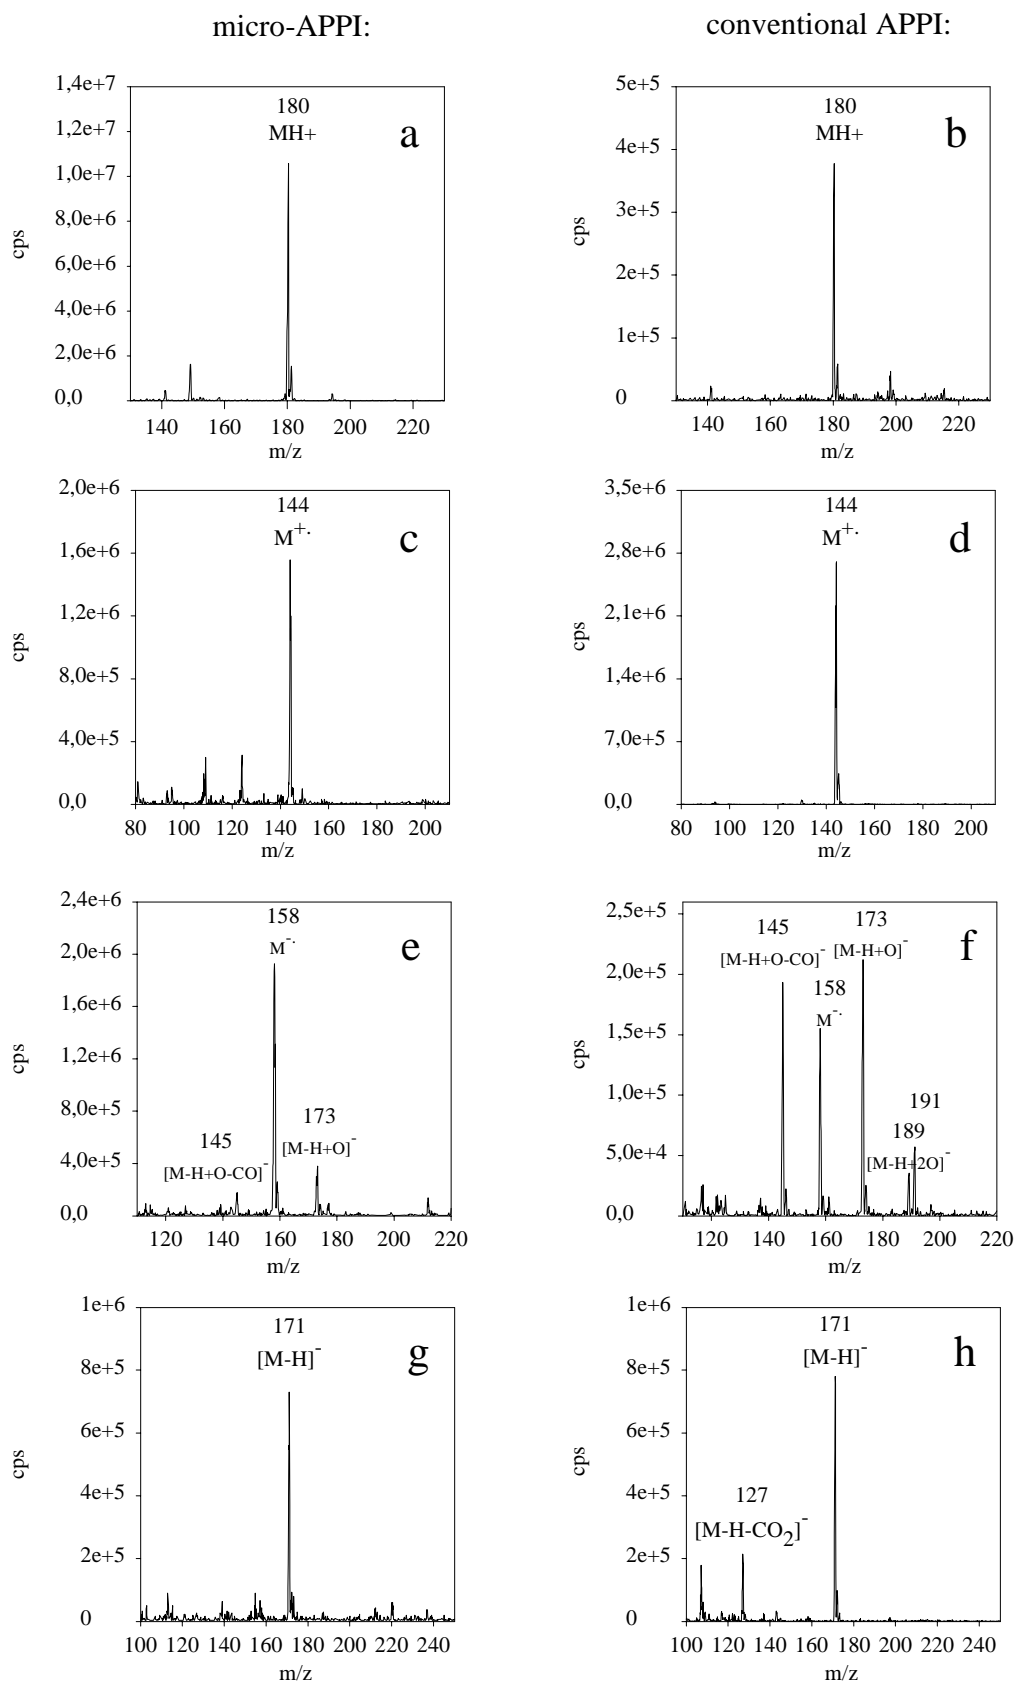 micro-APPI:
conventional APPI:
1,4e+7
1,2e+7
1,0e+7
8,0e+6
6,0e+6
4,0e+6
2,0e+6
0,0
cps
180
MH+
a
140 160 180 200 220
m/z
5e+5
4e+5
3e+5
2e+5
1e+5
0
cps
180
MH+
b
140 160 180 200 220
m/z
2,0e+6
1,6e+6
1,2e+6
8,0e+5
4,0e+5
0,0
cps
144
M+.
c
80 100 120 140 160 180 200
m/z
3,5e+6
2,8e+6
2,1e+6
1,4e+6
7,0e+5
0,0
cps
144
M+.
d
80 100 120 140 160 180 200
m/z
2,4e+6
2,0e+6
1,6e+6
1,2e+6
8,0e+5
4,0e+5
0,0
cps
158
M-.
e
173
[M-H+O]-
145
[M-H+O-CO]-
120 140 160 180 200 220
m/z
2,5e+5
2,0e+5
1,5e+5
1,0e+5
5,0e+4
0,0
cps
145
[M-H+O-CO]-
173
[M-H+O]-
f
158
M-.
191
189
[M-H+2O]-
120 140 160 180 200 220
m/z
1e+6
8e+5
6e+5
4e+5
2e+5
0
cps
171
[M-H]-
g
100 120 140 160 180 200 220 240
m/z
1e+6
8e+5
6e+5
4e+5
2e+5
0
cps
171
[M-H]-
h
127
[M-H-CO2]-
100 120 140 160 180 200 220 240
m/z